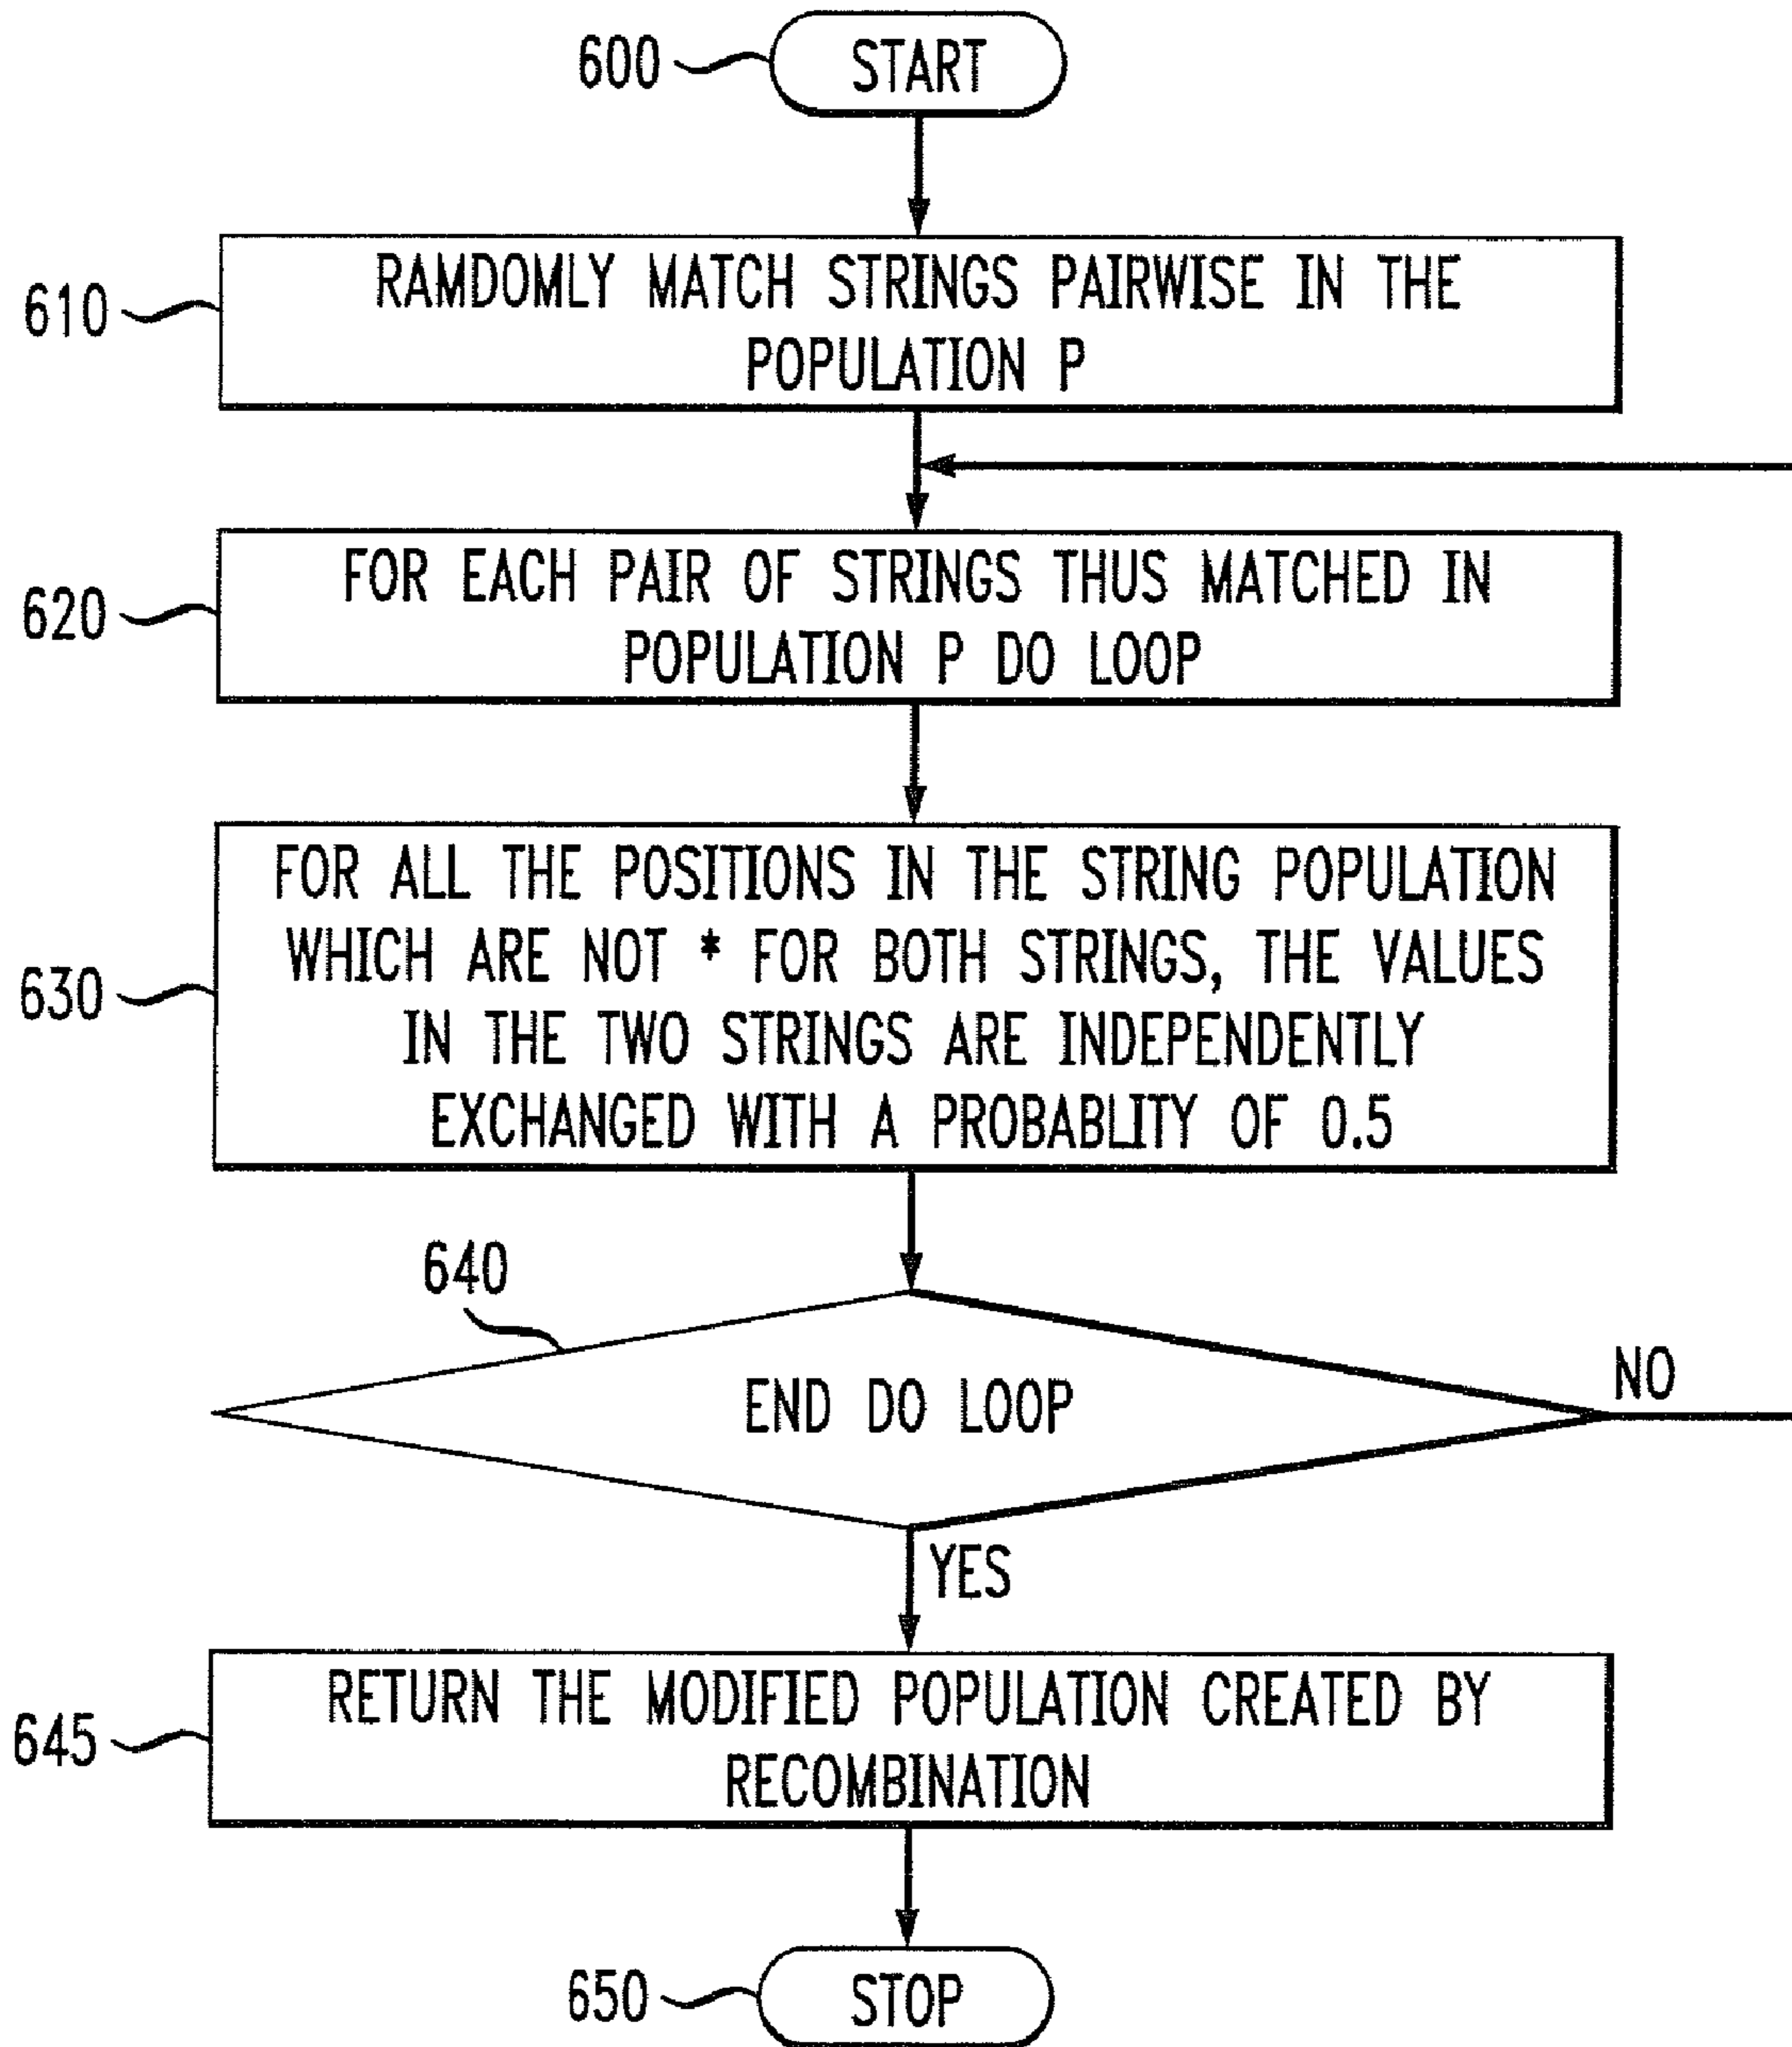 600
START
610
RAMDOMLY MATCH STRINGS PAIRWISE IN THE
POPULATION P
620
FOR EACH PAIR OF STRINGS THUS MATCHED IN
POPULATION P DO LOOP
630
FOR ALL THE POSITIONS IN THE STRING POPULATION
WHICH ARE NOT * FOR BOTH STRINGS, THE VALUES
IN THE TWO STRINGS ARE INDEPENDENTLY
EXCHANGED WITH A PROBABLITY OF 0.5
640
END DO LOOP
NO
YES
645
RETURN THE MODIFIED POPULATION CREATED BY
RECOMBINATION
650
STOP